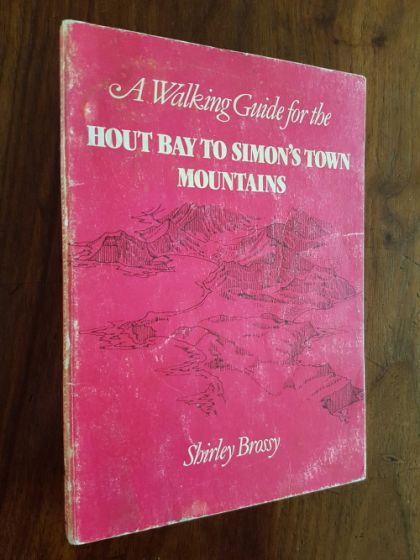 A Walking Guide for the
HOUT BAY TO SIMON'S TOWN
MOUNTAINS
Shirley Brossy